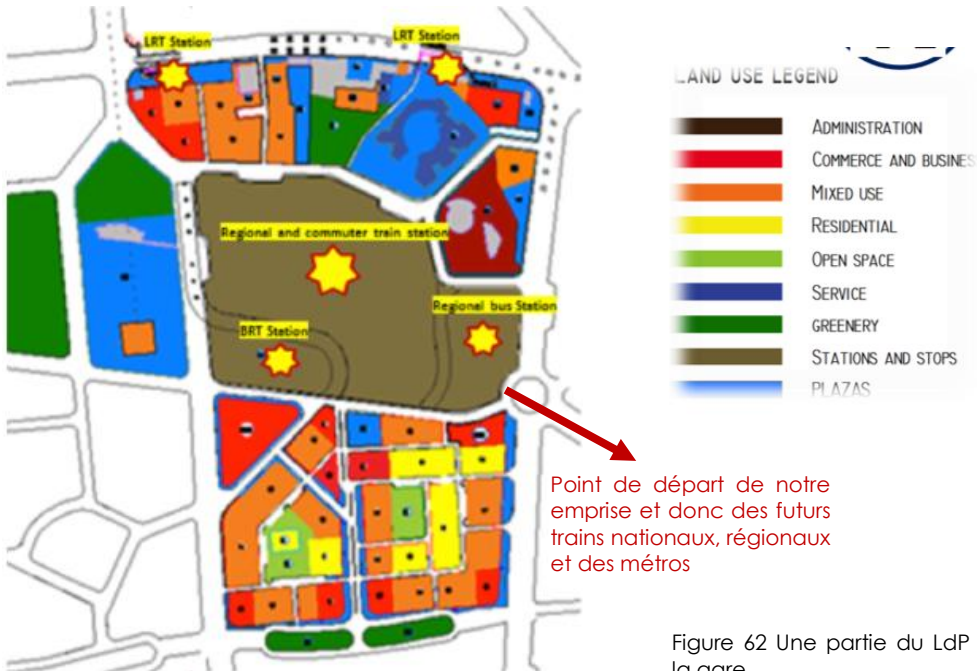 LRT Station
LRT Station
Regional and commuter train station
Regional bus Station
BRT Station
LAND USE LEGEND
ADMINISTRATION
COMMERCE AND BUSINES
MIXED USE
RESIDENTIAL
OPEN SPACE
SERVICE
GREENERY
STATIONS AND STOPS
PLAZAS
Point de départ de notre
emprise et donc des futurs
trains nationaux, régionaux
et des métros
Figure 62 Une partie du LdP
la gare